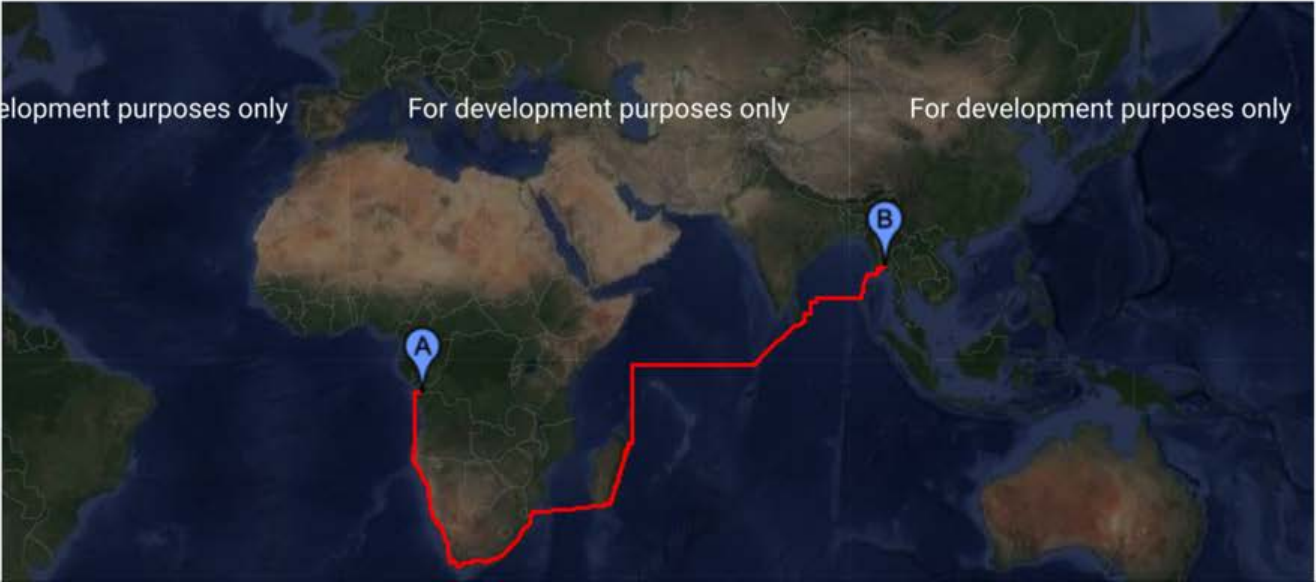 elopment purposes only
For development purposes only
For development purposes only
B
A